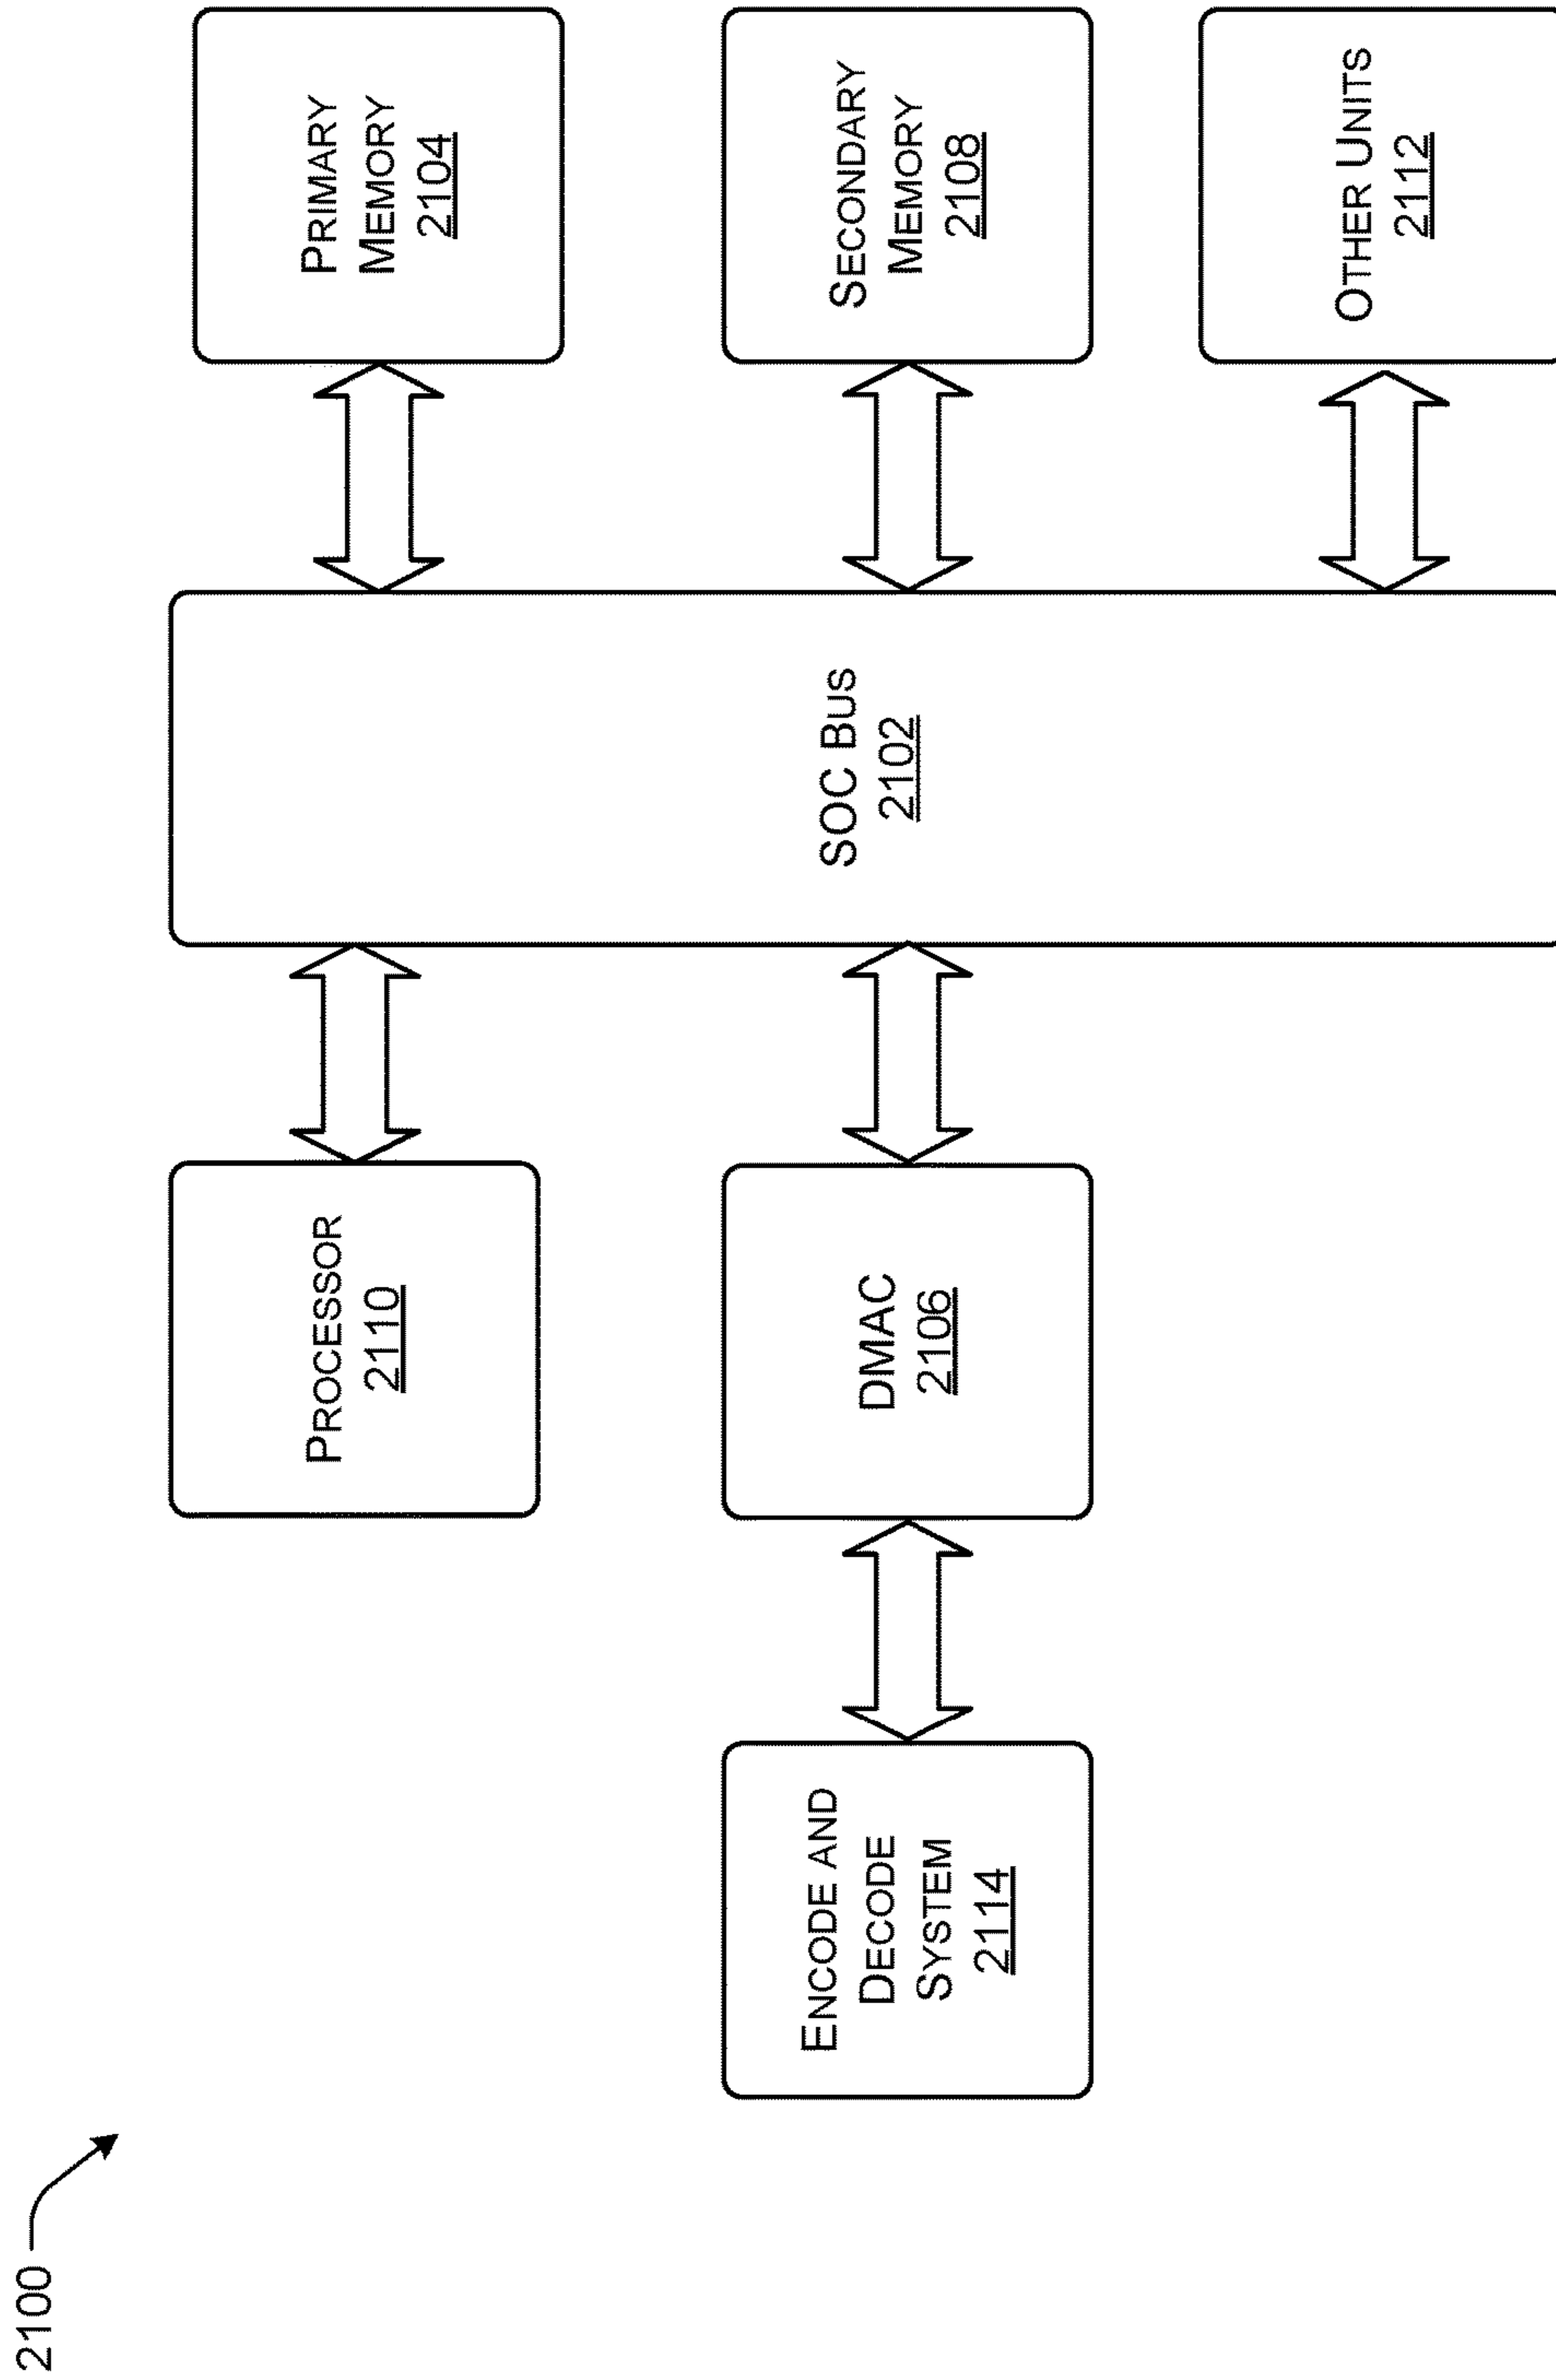 2100
PROCESSOR
2110
SOC BUS
2102
PRIMARY
MEMORY
2104
ENCODE AND
DECODE
SYSTEM
2114
DMAC
2106
SECONDARY
MEMORY
2108
OTHER UNITS
2112